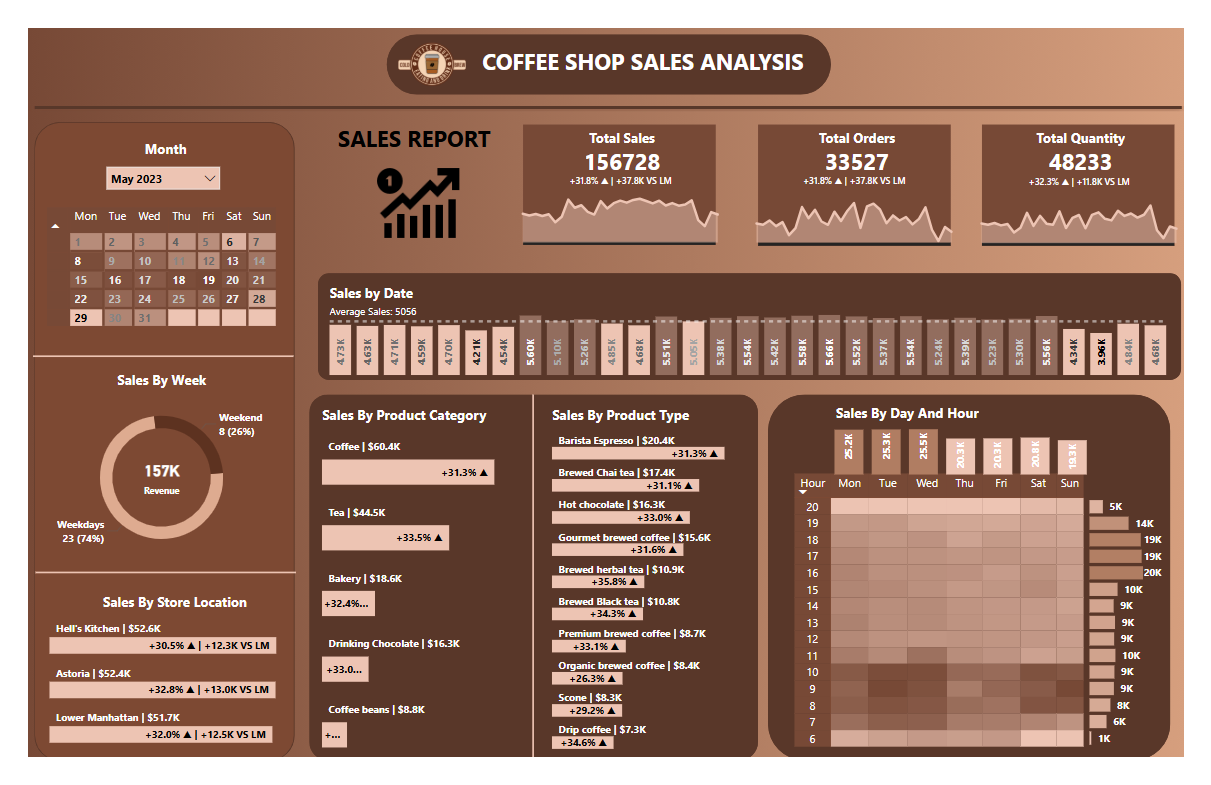 COFFEE SHOP SALES ANALYSIS
Month
May 2023
Mon Tue Wed Thu Fri Sat Sun
1 2 3 4 5 6 7
8 9 10 11 12 13 14
15 16 17 18 19 20 21
22 23 24 25 26 27 28
29 30 31
SALES REPORT
1
Total Sales
156728
+31.8% ▲ | +37.8K VS LM
Total Orders
33527
+31.8% ▲ | +37.8K VS LM
Total Quantity
48233
+32.3% ▲ | +11.8K VS LM
Sales by Date
Average Sales: 5056
4.73K 4.63K 4.71K 4.59K 4.70K 4.21K 4.54K 5.60K 5.10K 5.26K 4.85K 4.68K 5.51K 5.05K 5.38K 5.54K 5.42K 5.58K 5.66K 5.52K 5.37K 5.54K 5.24K 5.39K 5.23K 5.30K 5.56K 4.34K 3.96K 4.84K 4.68K
Sales By Week
Weekend
8 (26%)
157K
Revenue
Weekdays
23 (74%)
Sales By Store Location
Hell's Kitchen | $52.6K
+30.5% ▲ | +12.3K VS LM
Astoria | $52.4K
+32.8% ▲ | +13.0K VS LM
Lower Manhattan | $51.7K
+32.0% ▲ | +12.5K VS LM
Sales By Product Category
Coffee | $60.4K
+31.3% ▲
Tea | $44.5K
+33.5% ▲
Bakery | $18.6K
+32.4%...
Drinking Chocolate | $16.3K
+33.0...
Coffee beans | $8.8K
+...
Sales By Product Type
Barista Espresso | $20.4K
+31.3% ▲
Brewed Chai tea | $17.4K
+31.1% ▲
Hot chocolate | $16.3K
+33.0% ▲
Gourmet brewed coffee | $15.6K
+31.6% ▲
Brewed herbal tea | $10.9K
+35.8% ▲
Brewed Black tea | $10.8K
+34.3% ▲
Premium brewed coffee | $8.7K
+33.1% ▲
Organic brewed coffee | $8.4K
+26.3% ▲
Scone | $8.3K
+29.2% ▲
Drip coffee | $7.3K
+34.6% ▲
Sales By Day And Hour
25.2K 25.3K 25.5K 20.3K 20.3K 20.8K 19.3K
Hour Mon Tue Wed Thu Fri Sat Sun
20 5K
19 14K
18 19K
17 19K
16 20K
15 10K
14 9K
13 9K
12 9K
11 10K
10 9K
9 9K
8 8K
7 6K
6 1K